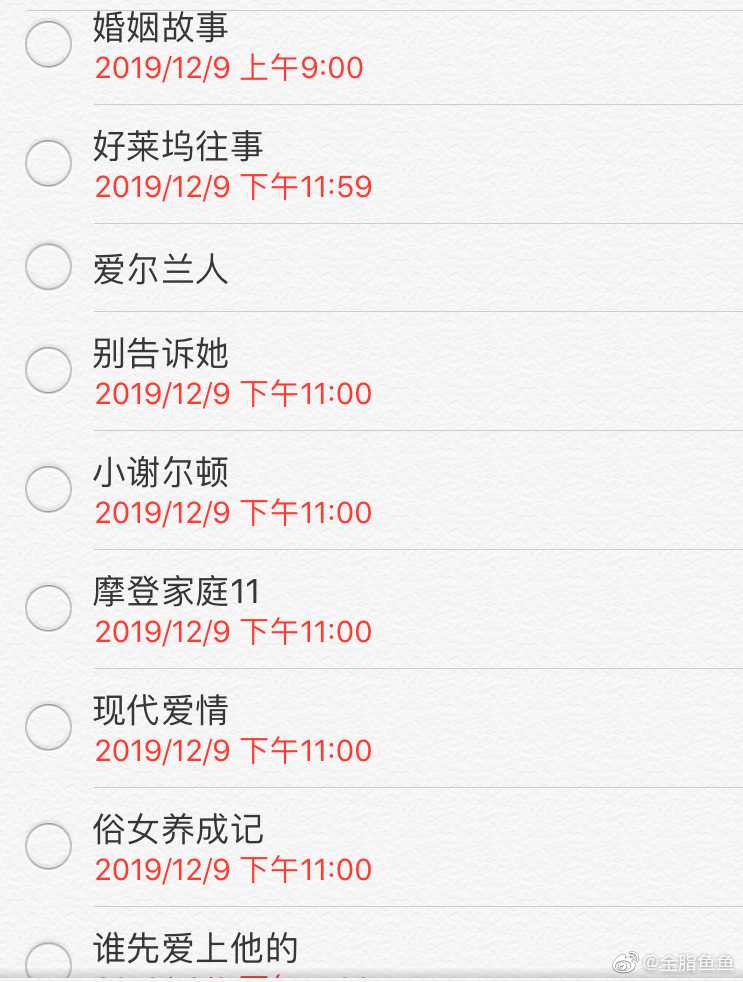 婚姻故事
2019/12/9 上午9:00
好莱坞往事
2019/12/9 下午11:59
爱尔兰人
别告诉她
2019/12/9 下午11:00
小谢尔顿
2019/12/9 下午11:00
摩登家庭11
2019/12/9 下午11:00
现代爱情
2019/12/9 下午11:00
俗女养成记
2019/12/9 下午11:00
谁先爱上他的
@金脂鱼鱼